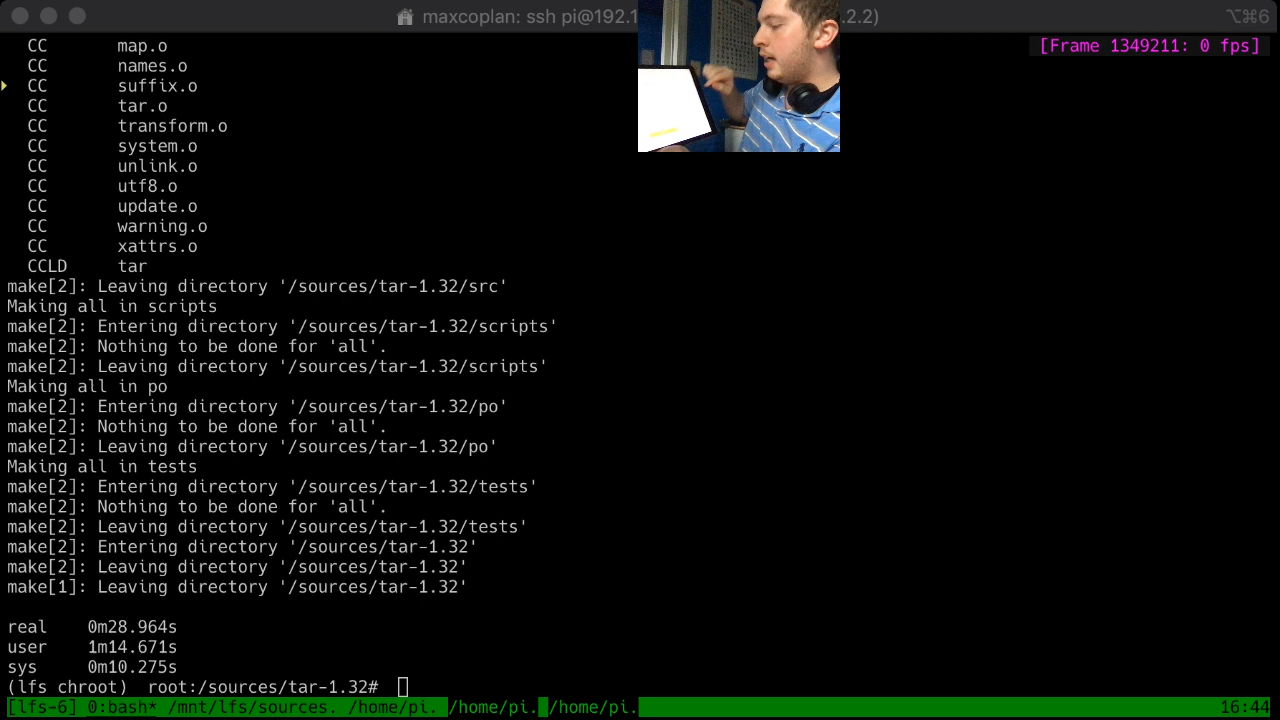 maxcoplan: ssh pi@192.1 .2.2) ⌥⌘6
[Frame 1349211: 0 fps]
CC map.o
CC names.o
CC suffix.o
CC tar.o
CC transform.o
CC system.o
CC unlink.o
CC utf8.o
CC update.o
CC warning.o
CC xattrs.o
CCLD tar
make[2]: Leaving directory '/sources/tar-1.32/src'
Making all in scripts
make[2]: Entering directory '/sources/tar-1.32/scripts'
make[2]: Nothing to be done for 'all'.
make[2]: Leaving directory '/sources/tar-1.32/scripts'
Making all in po
make[2]: Entering directory '/sources/tar-1.32/po'
make[2]: Nothing to be done for 'all'.
make[2]: Leaving directory '/sources/tar-1.32/po'
Making all in tests
make[2]: Entering directory '/sources/tar-1.32/tests'
make[2]: Nothing to be done for 'all'.
make[2]: Leaving directory '/sources/tar-1.32/tests'
make[2]: Entering directory '/sources/tar-1.32'
make[2]: Leaving directory '/sources/tar-1.32'
make[1]: Leaving directory '/sources/tar-1.32'
real 0m28.964s
user 1m14.671s
sys 0m10.275s
(lfs chroot) root:/sources/tar-1.32#
[lfs-6] 0:bash* /mnt/lfs/sources. /home/pi. /home/pi. /home/pi. 16:44